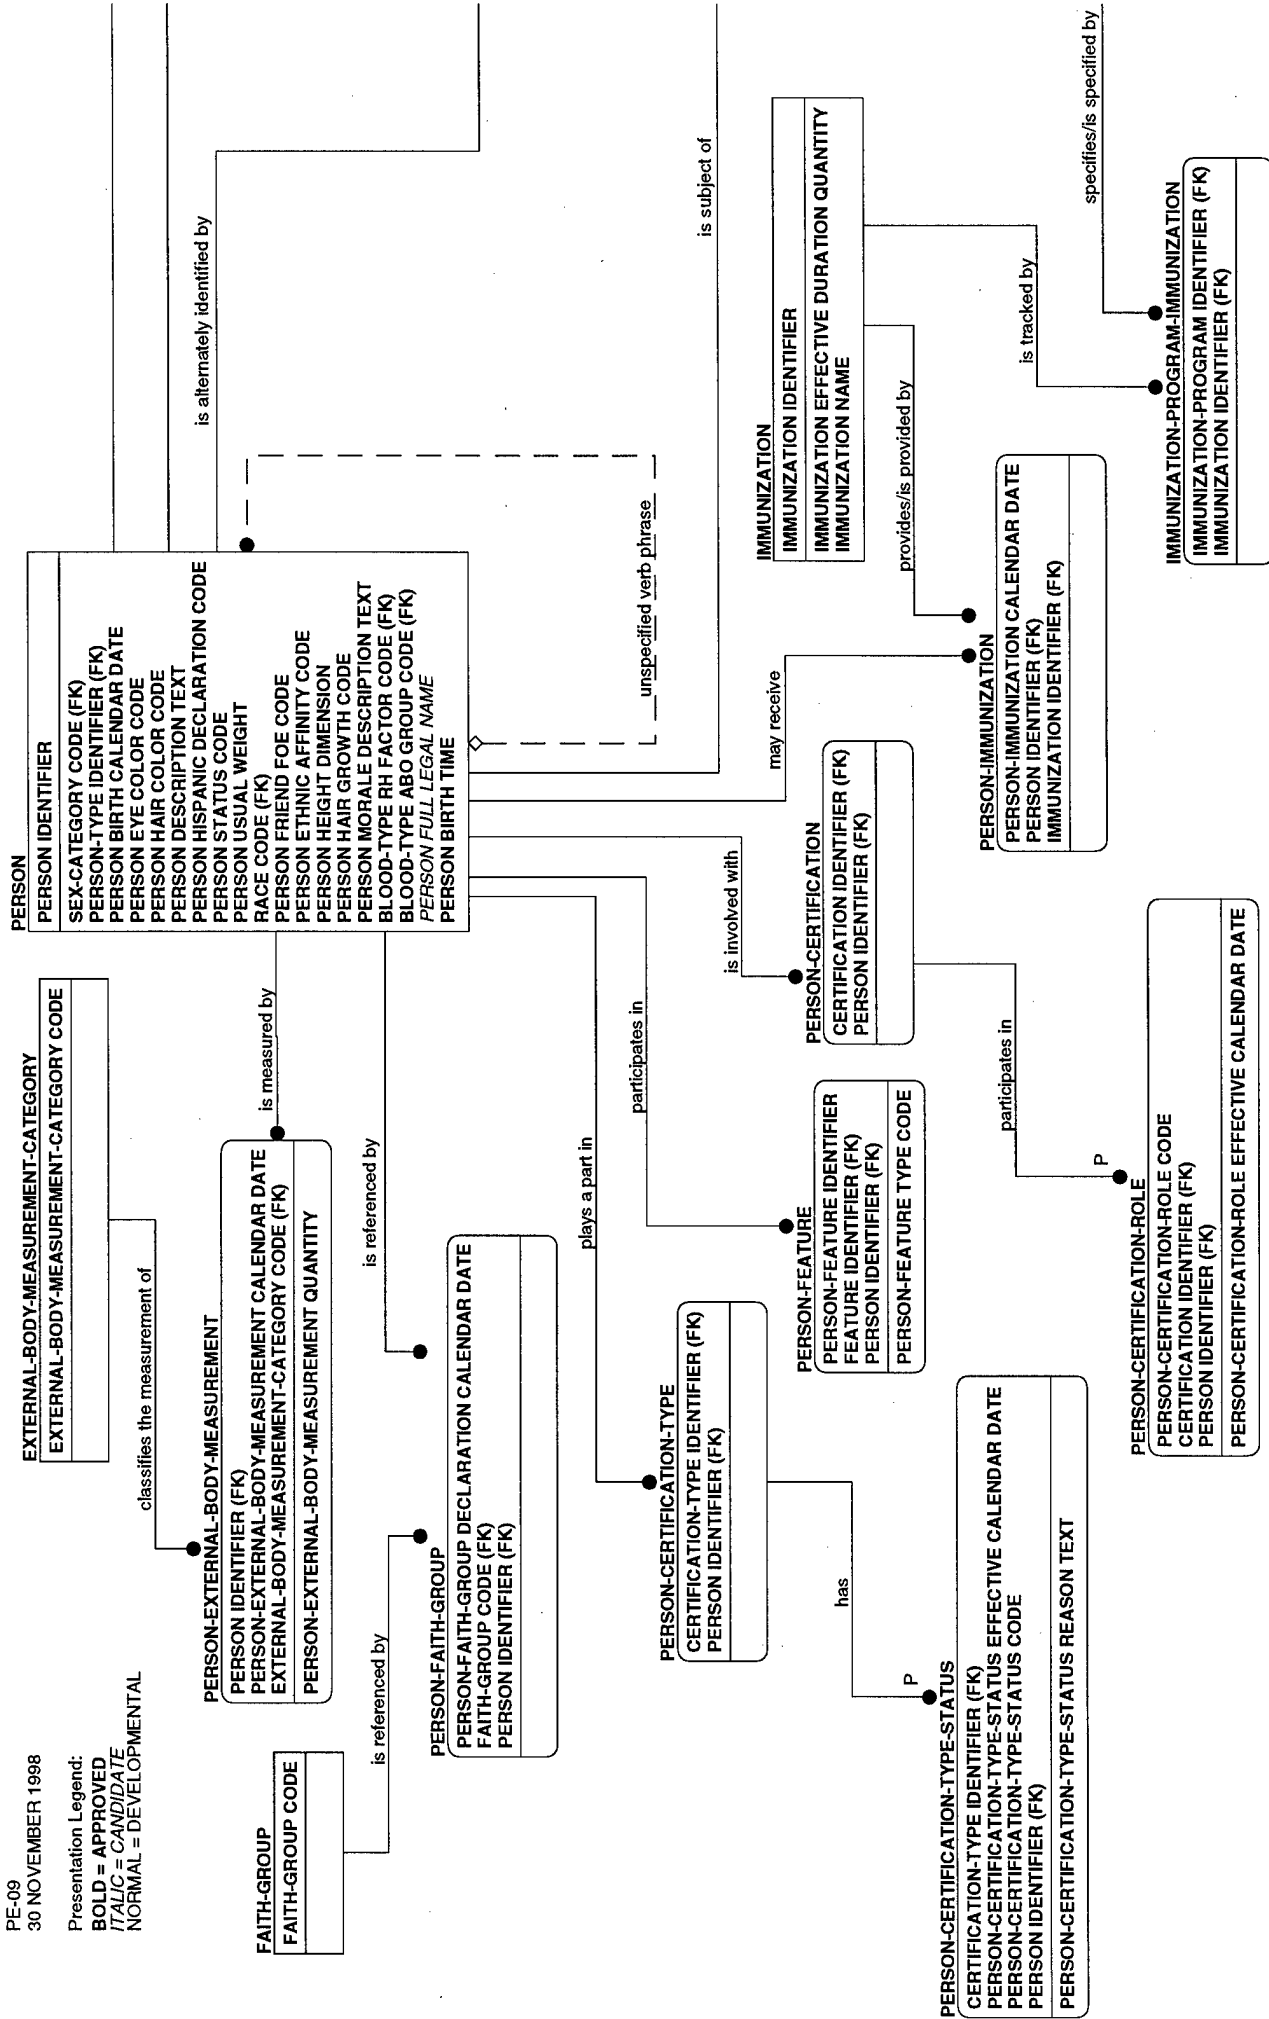 PE-09
30 NOVEMBER 1998
Presentation Legend:
BOLD = APPROVED
ITALIC = CANDIDATE
NORMAL = DEVELOPMENTAL
EXTERNAL-BODY-MEASUREMENT-CATEGORY
EXTERNAL-BODY-MEASUREMENT-CATEGORY CODE
classifies the measurement of
PERSON-EXTERNAL-BODY-MEASUREMENT
PERSON IDENTIFIER (FK)
PERSON-EXTERNAL-BODY-MEASUREMENT CALENDAR DATE
EXTERNAL-BODY-MEASUREMENT-CATEGORY CODE (FK)
PERSON-EXTERNAL-BODY-MEASUREMENT QUANTITY
is measured by
PERSON
PERSON IDENTIFIER
SEX-CATEGORY CODE (FK)
PERSON-TYPE IDENTIFIER (FK)
PERSON BIRTH CALENDAR DATE
PERSON EYE COLOR CODE
PERSON HAIR COLOR CODE
PERSON DESCRIPTION TEXT
PERSON HISPANIC DECLARATION CODE
PERSON STATUS CODE
PERSON USUAL WEIGHT
RACE CODE (FK)
PERSON FRIEND FOE CODE
PERSON ETHNIC AFFINITY CODE
PERSON HEIGHT DIMENSION
PERSON HAIR GROWTH CODE
PERSON MORALE DESCRIPTION TEXT
BLOOD-TYPE RH FACTOR CODE (FK)
BLOOD-TYPE ABO GROUP CODE (FK)
PERSON FULL LEGAL NAME
PERSON BIRTH TIME
is alternately identified by
unspecified verb phrase
is subject of
FAITH-GROUP
FAITH-GROUP CODE
is referenced by
is referenced by
PERSON-FAITH-GROUP
PERSON-FAITH-GROUP DECLARATION CALENDAR DATE
FAITH-GROUP CODE (FK)
PERSON IDENTIFIER (FK)
plays a part in
participates in
is involved with
may receive
PERSON-CERTIFICATION-TYPE
CERTIFICATION-TYPE IDENTIFIER (FK)
PERSON IDENTIFIER (FK)
has
P
PERSON-CERTIFICATION-TYPE-STATUS
CERTIFICATION-TYPE IDENTIFIER (FK)
PERSON-CERTIFICATION-TYPE-STATUS EFFECTIVE CALENDAR DATE
PERSON-CERTIFICATION-TYPE-STATUS CODE
PERSON IDENTIFIER (FK)
PERSON-CERTIFICATION-TYPE-STATUS REASON TEXT
PERSON-FEATURE
PERSON-FEATURE IDENTIFIER
FEATURE IDENTIFIER (FK)
PERSON IDENTIFIER (FK)
PERSON-FEATURE TYPE CODE
PERSON-CERTIFICATION
CERTIFICATION IDENTIFIER (FK)
PERSON IDENTIFIER (FK)
participates in
P
PERSON-CERTIFICATION-ROLE
PERSON-CERTIFICATION-ROLE CODE
CERTIFICATION IDENTIFIER (FK)
PERSON IDENTIFIER (FK)
PERSON-CERTIFICATION-ROLE EFFECTIVE CALENDAR DATE
IMMUNIZATION
IMMUNIZATION IDENTIFIER
IMMUNIZATION EFFECTIVE DURATION QUANTITY
IMMUNIZATION NAME
provides/is provided by
is tracked by
specifies/is specified by
PERSON-IMMUNIZATION
PERSON-IMMUNIZATION CALENDAR DATE
PERSON IDENTIFIER (FK)
IMMUNIZATION IDENTIFIER (FK)
IMMUNIZATION-PROGRAM-IMMUNIZATION
IMMUNIZATION-PROGRAM IDENTIFIER (FK)
IMMUNIZATION IDENTIFIER (FK)